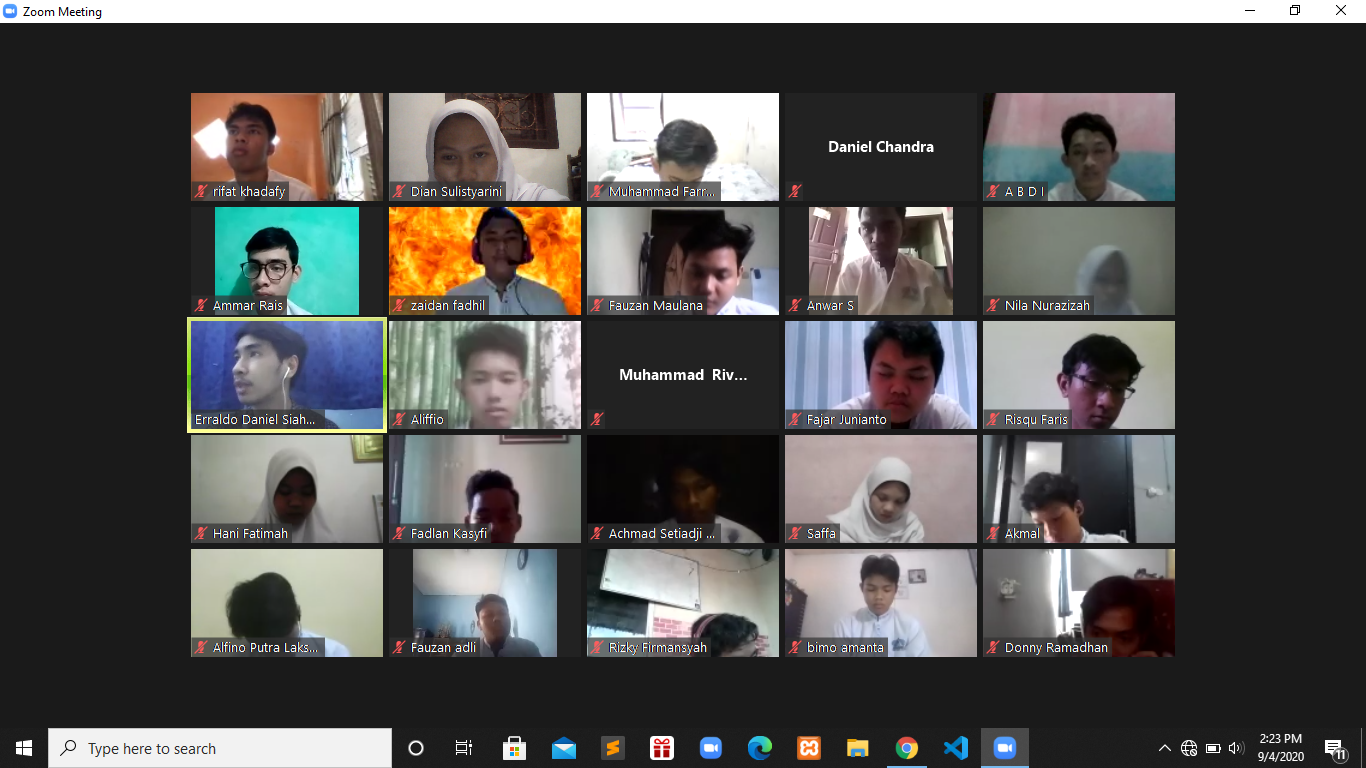 Zoom Meeting
rifat khadafy
Dian Sulistyarini
Muhammad Farr...
Daniel Chandra
A B D I
Ammar Rais
zaidan fadhil
Fauzan Maulana
Anwar S
Nila Nurazizah
Erraldo Daniel Siah...
Aliffio
Muhammad Riv...
Fajar Junianto
Risqu Faris
Hani Fatimah
Fadlan Kasyfi
Achmad Setiadji ...
Saffa
Akmal
Alfino Putra Laks...
Fauzan adli
Rizky Firmansyah
bimo amanta
Donny Ramadhan
Type here to search
2:23 PM
9/4/2020
11